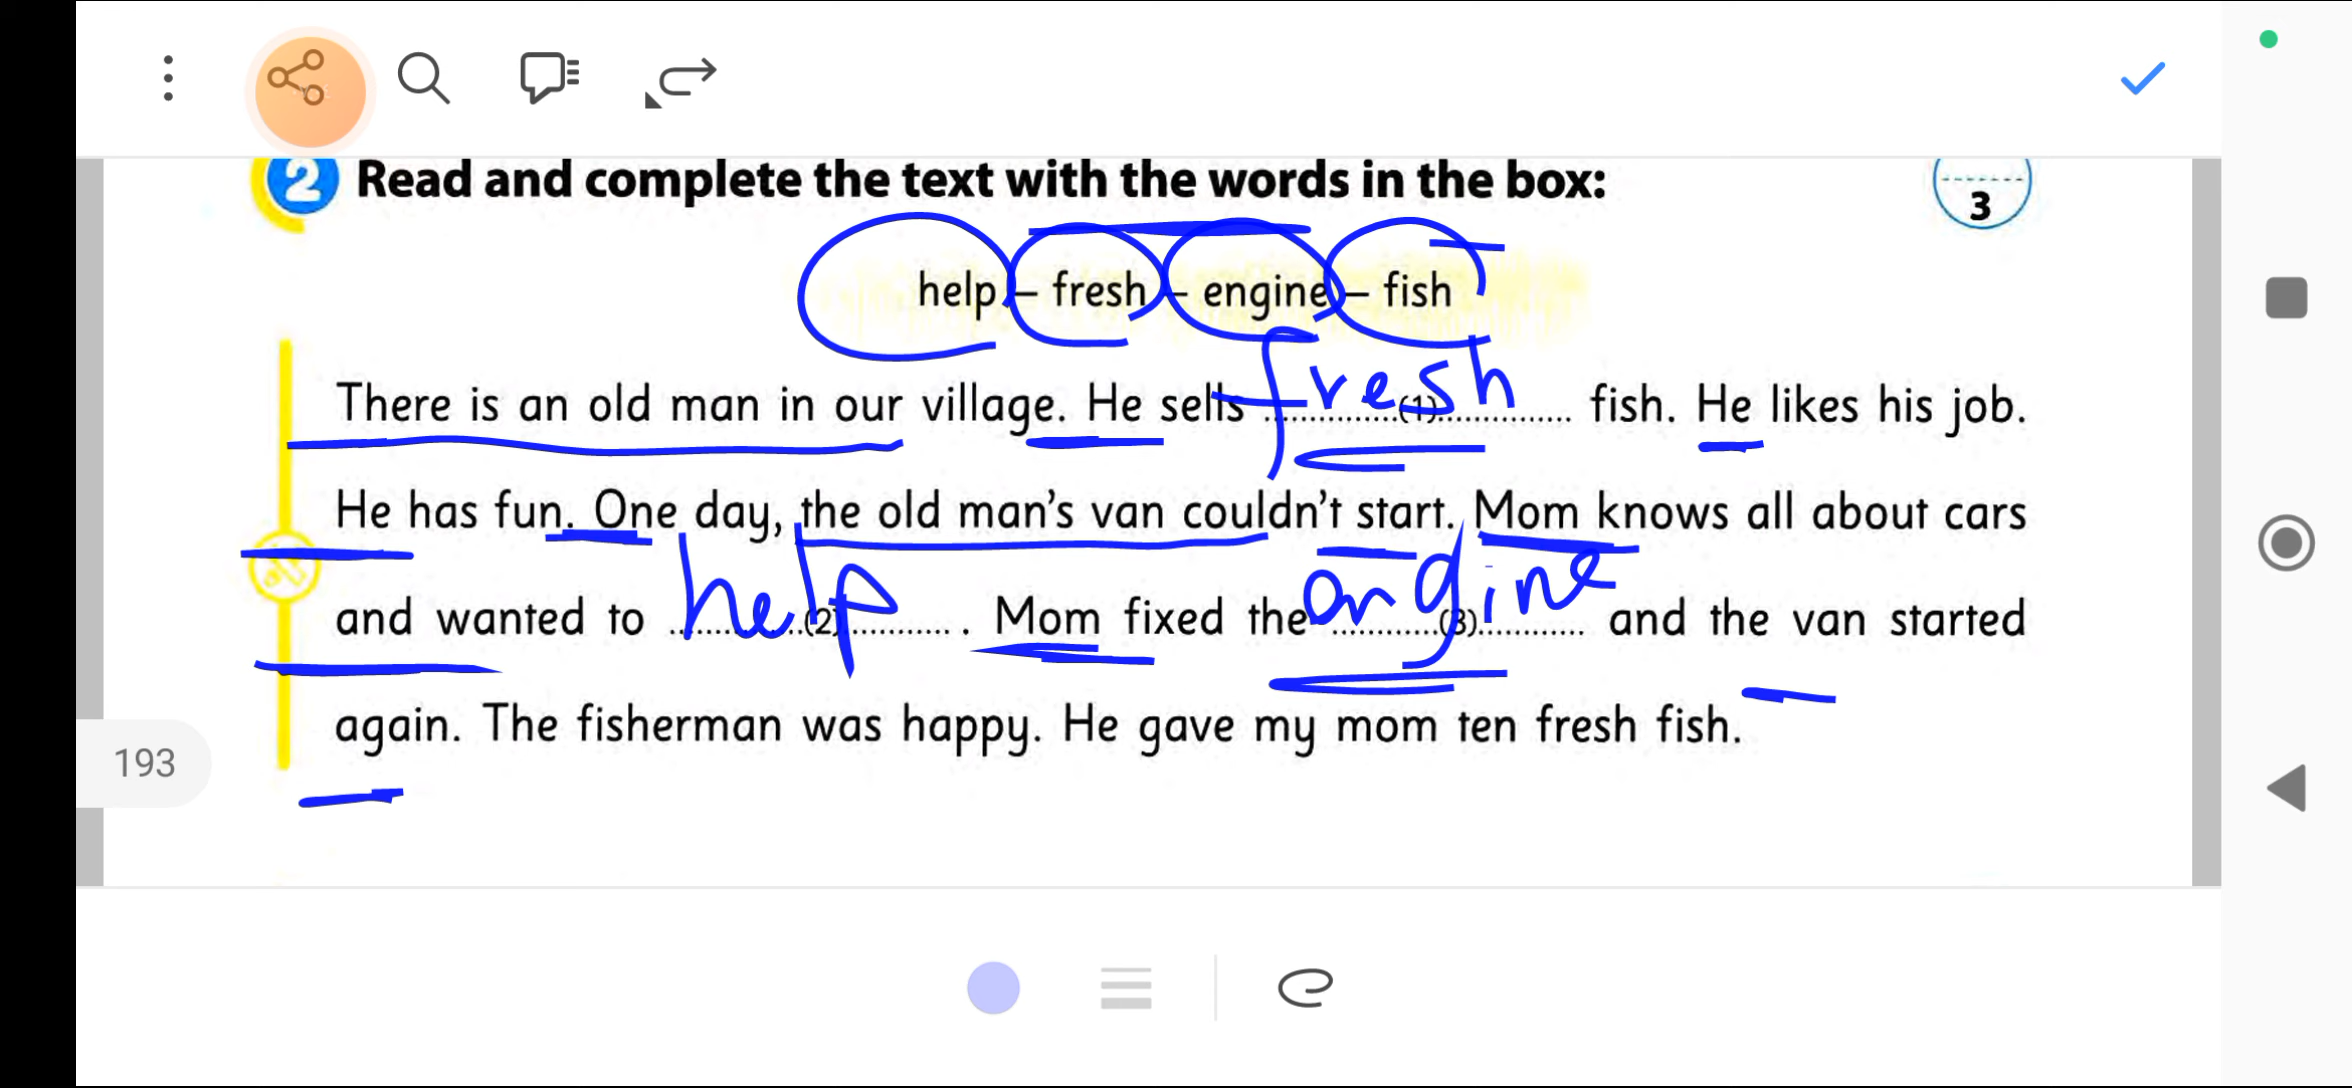 2 Read and complete the text with the words in the box:
3
help – fresh – engine – fish
There is an old man in our village. He sells ..............(1).............. fresh fish. He likes his job.
He has fun. One day, the old man's van couldn't start. Mom knows all about cars
and wanted to ..............(2).............. help . Mom fixed the ............(3)............ engine and the van started
again. The fisherman was happy. He gave my mom ten fresh fish.
193